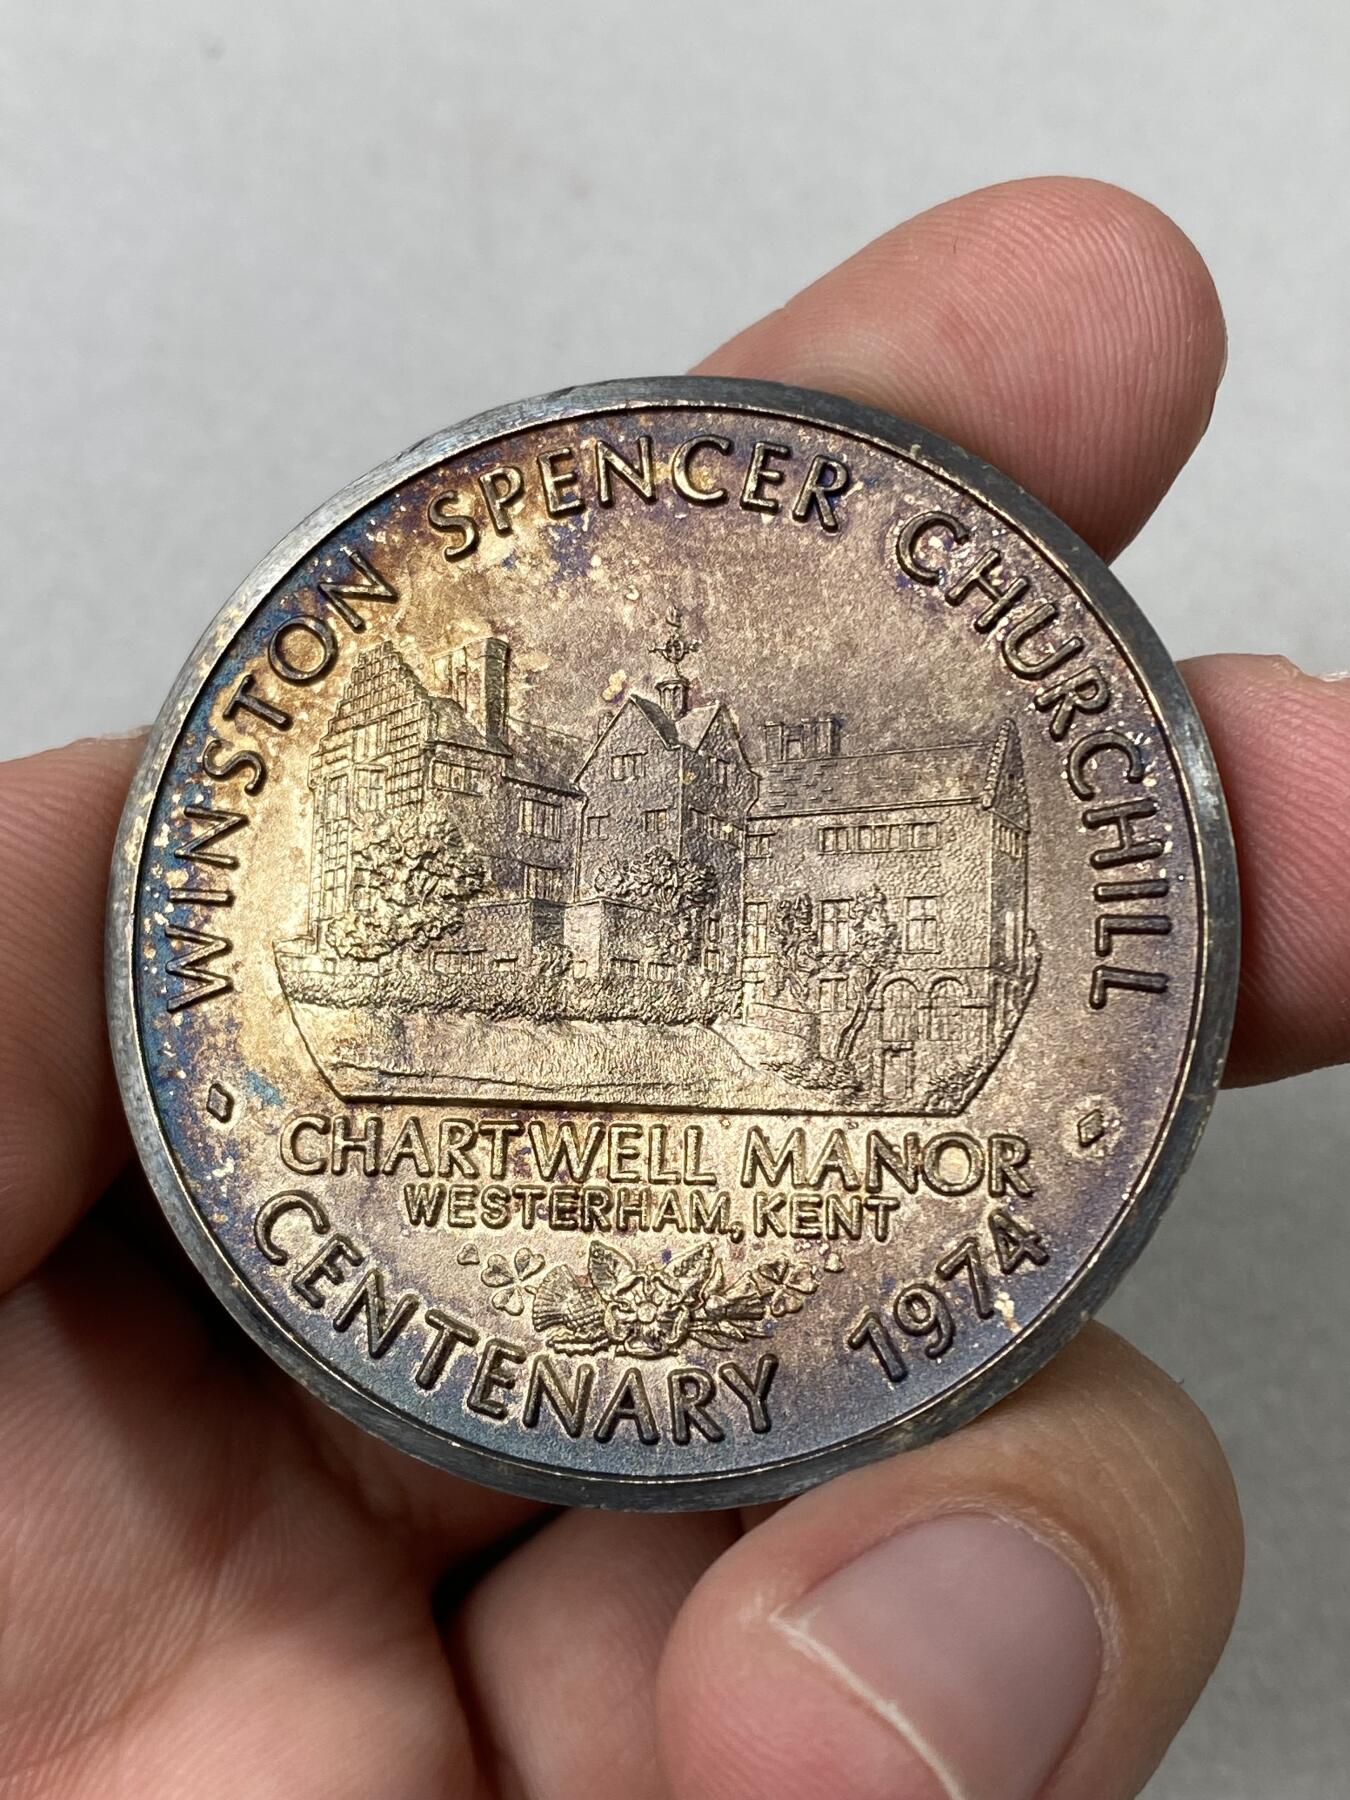 WINSTON SPENCER CHURCHILL
CHARTWELL MANOR
WESTERHAM, KENT
CENTENARY 1974